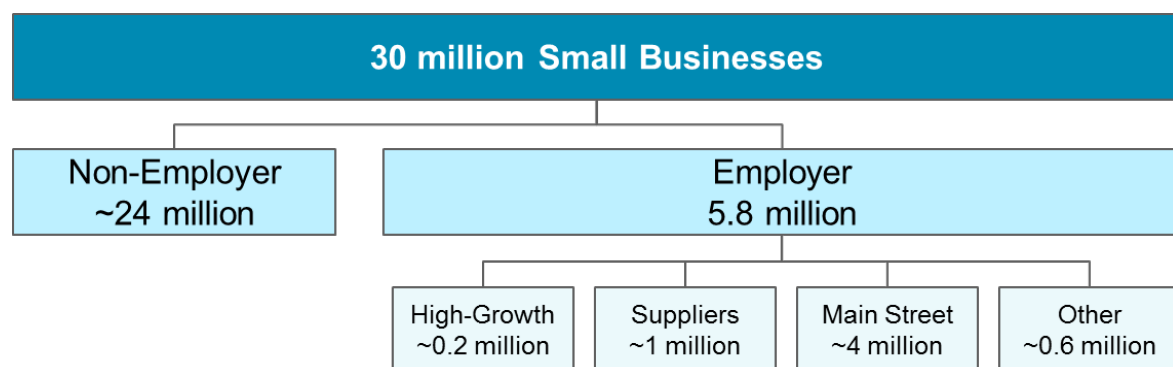 30 million Small Businesses
Non-Employer
~24 million
Employer
5.8 million
High-Growth
~0.2 million
Suppliers
~1 million
Main Street
~4 million
Other
~0.6 million